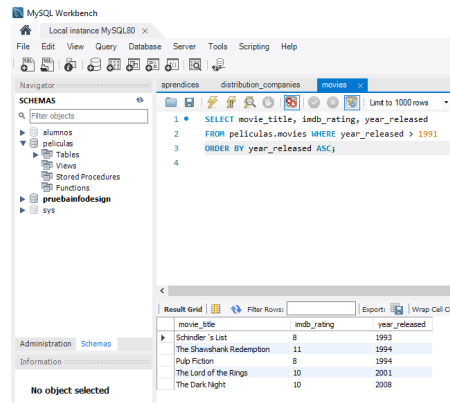 MySQL Workbench
Local instance MySQL80 ×
File Edit View Query Database Server Tools Scripting Help
Navigator
SCHEMAS
Filter objects
alumnos
peliculas
Tables
Views
Stored Procedures
Functions
pruebainfodesign
sys
Administration Schemas
Information
No object selected
aprendices distribution_companies movies ×
Limit to 1000 rows
1 SELECT movie_title, imdb_rating, year_released
2 FROM peliculas.movies WHERE year_released > 1991
3 ORDER BY year_released ASC;
4
Result Grid Filter Rows: Export: Wrap Cell C
movie_title imdb_rating year_released
Schindler ́s List 8 1993
The Shawshank Redemption 11 1994
Pulp Fiction 8 1994
The Lord of the Rings 10 2001
The Dark Night 10 2008